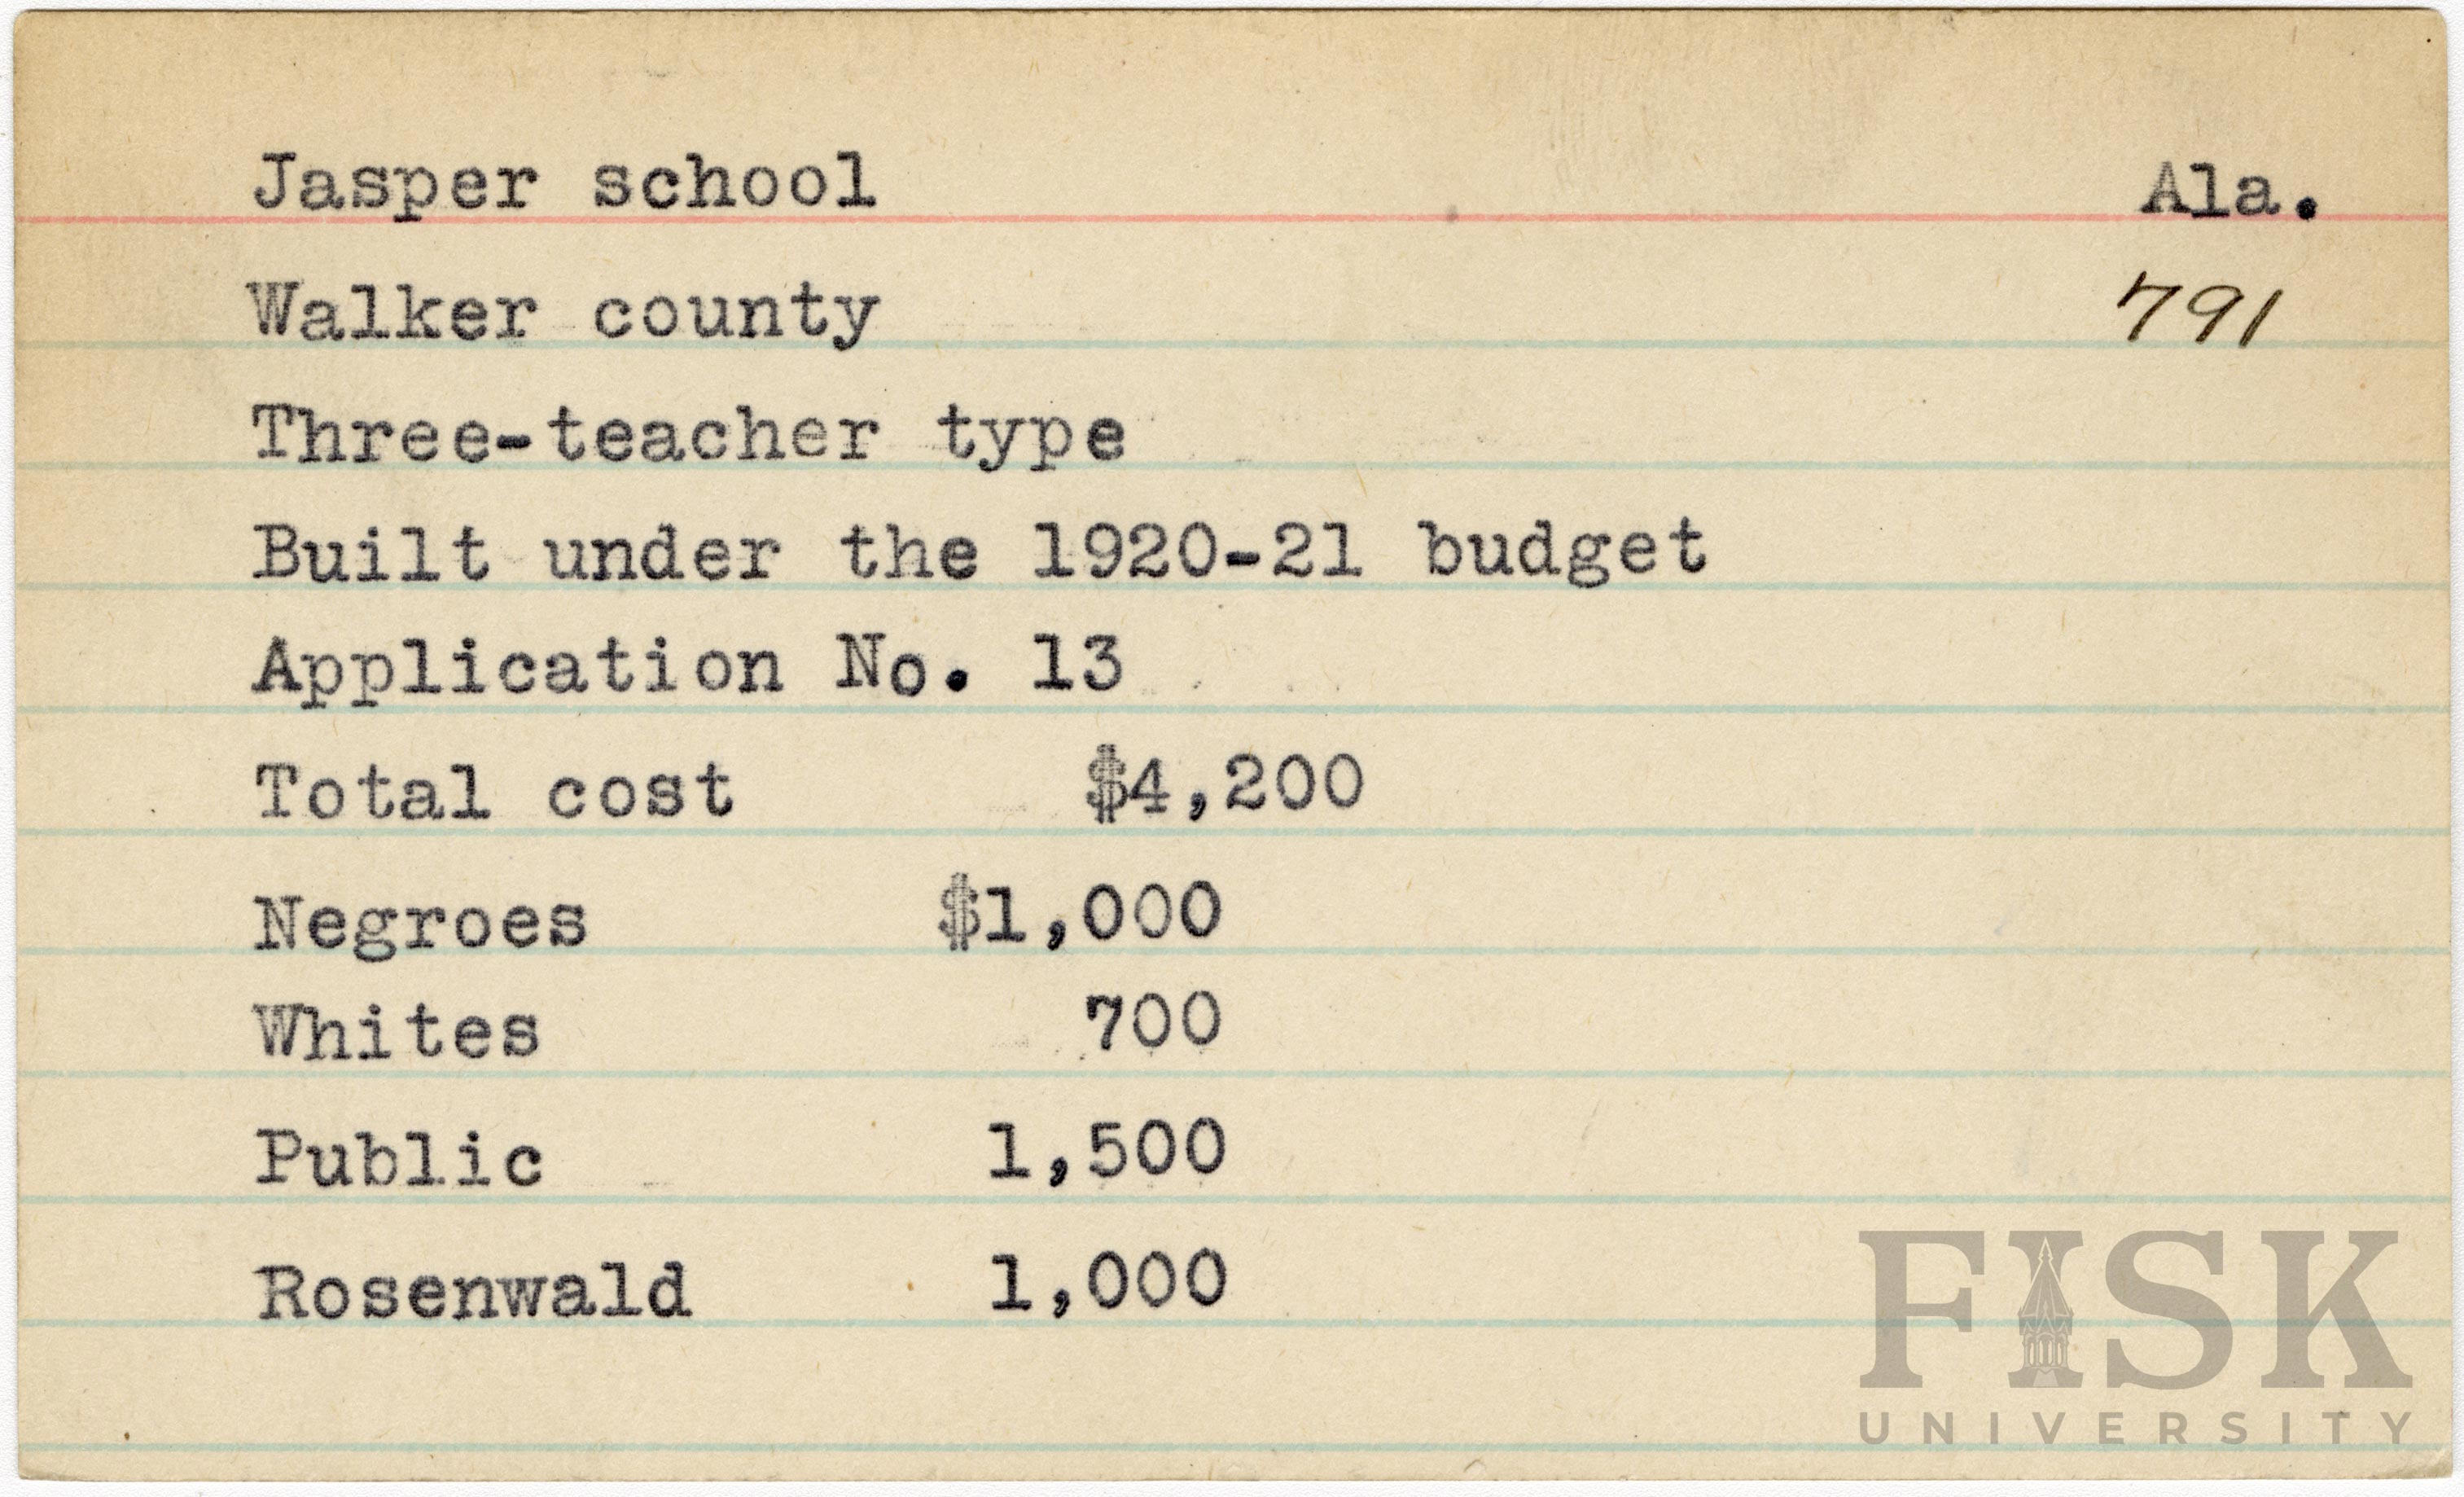 Jasper school Ala.
Walker county 791
Three-teacher type
Built under the 1920-21 budget
Application No. 13
Total cost $4,200
Negroes $1,000
Whites 700
Public 1,500
Rosenwald 1,000
FISK
UNIVERSITY